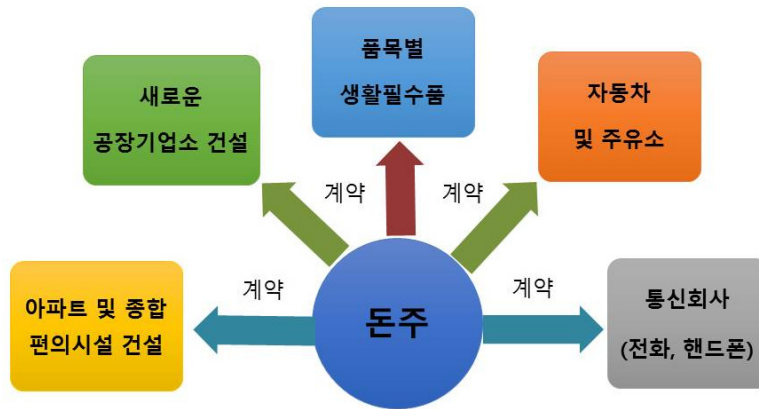 품목별
생활필수품
새로운
공장기업소 건설
자동차
및 주유소
계약
계약
아파트 및 종합
편의시설 건설
계약
돈주
계약
통신회사
(전화, 핸드폰)